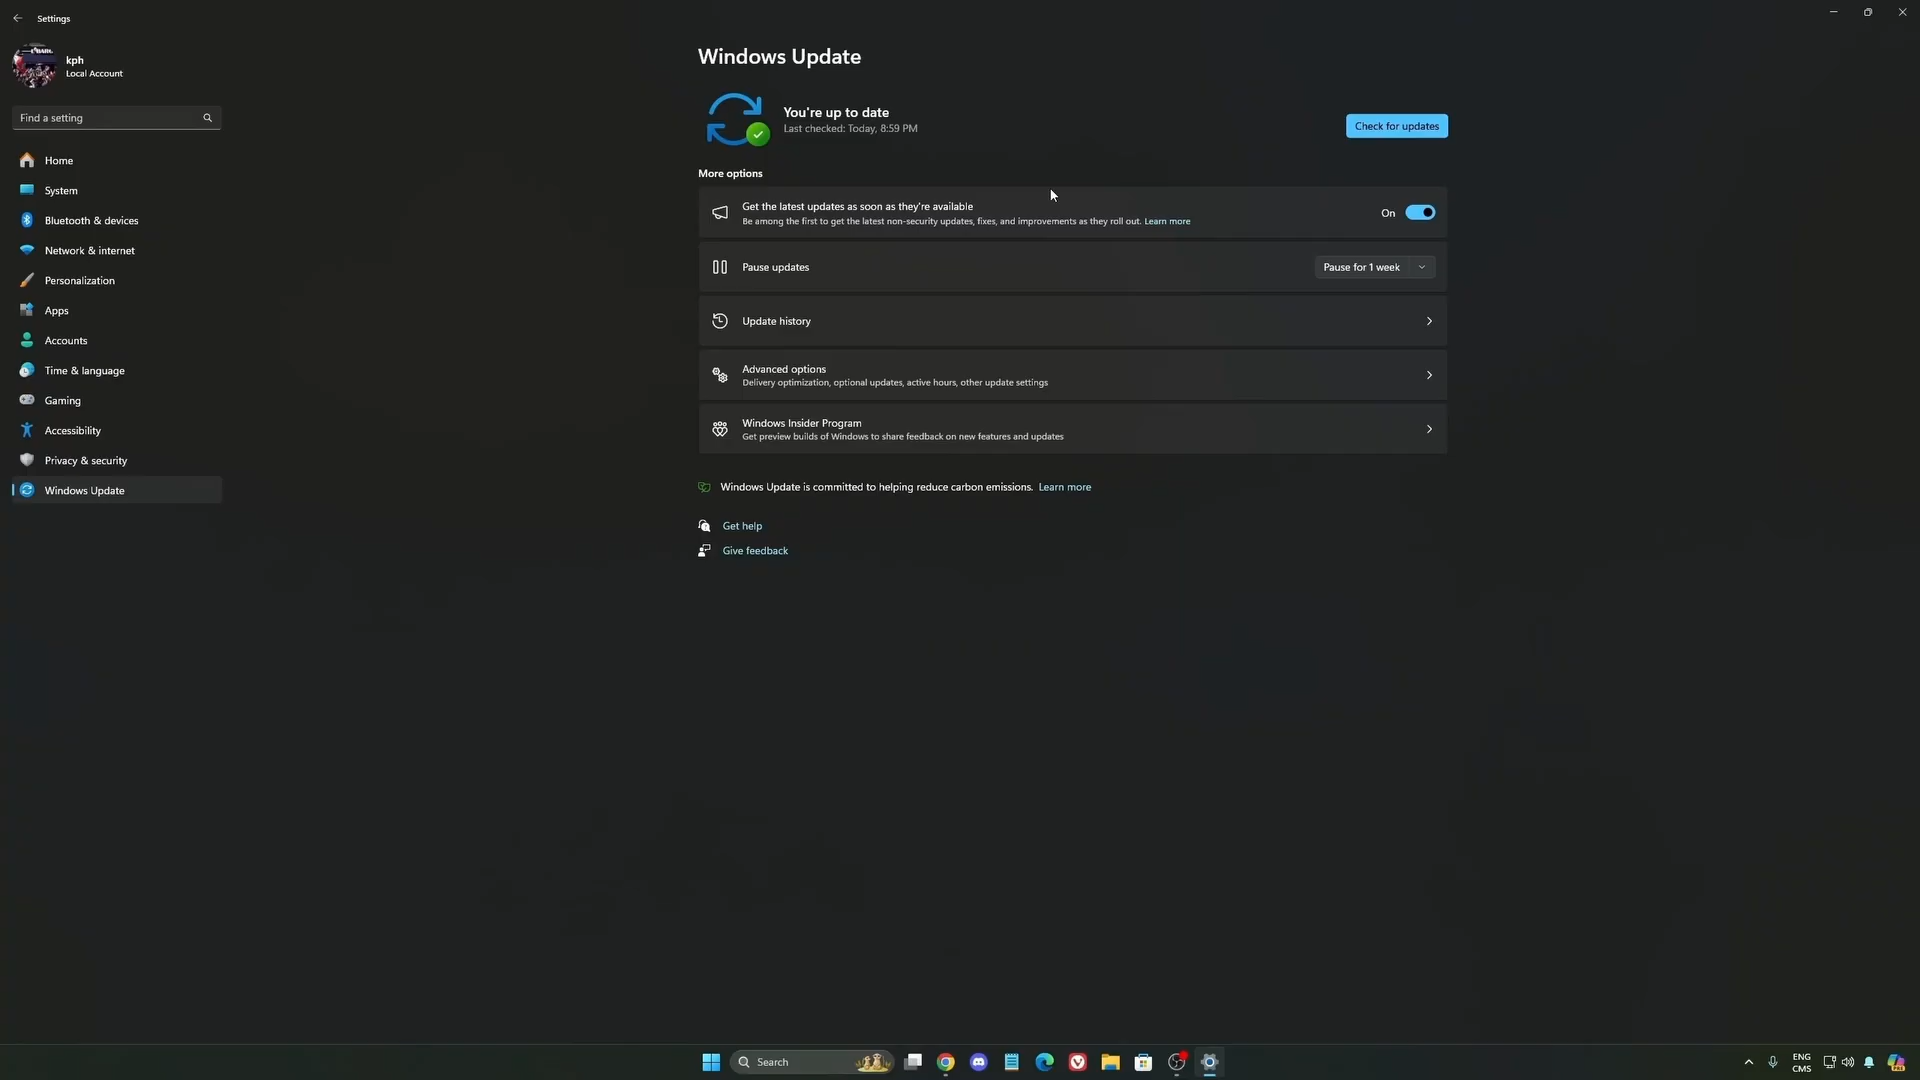 Settings
kph
Local Account
Find a setting
Home
System
Bluetooth & devices
Network & internet
Personalization
Apps
Accounts
Time & language
Gaming
Accessibility
Privacy & security
Windows Update
Windows Update
You're up to date
Last checked: Today, 8:59 PM
Check for updates
More options
Get the latest updates as soon as they're available
Be among the first to get the latest non-security updates, fixes, and improvements as they roll out. Learn more
On
Pause updates
Pause for 1 week
Update history
Advanced options
Delivery optimization, optional updates, active hours, other update settings
Windows Insider Program
Get preview builds of Windows to share feedback on new features and updates
Windows Update is committed to helping reduce carbon emissions. Learn more
Get help
Give feedback
Search
ENG
CMS